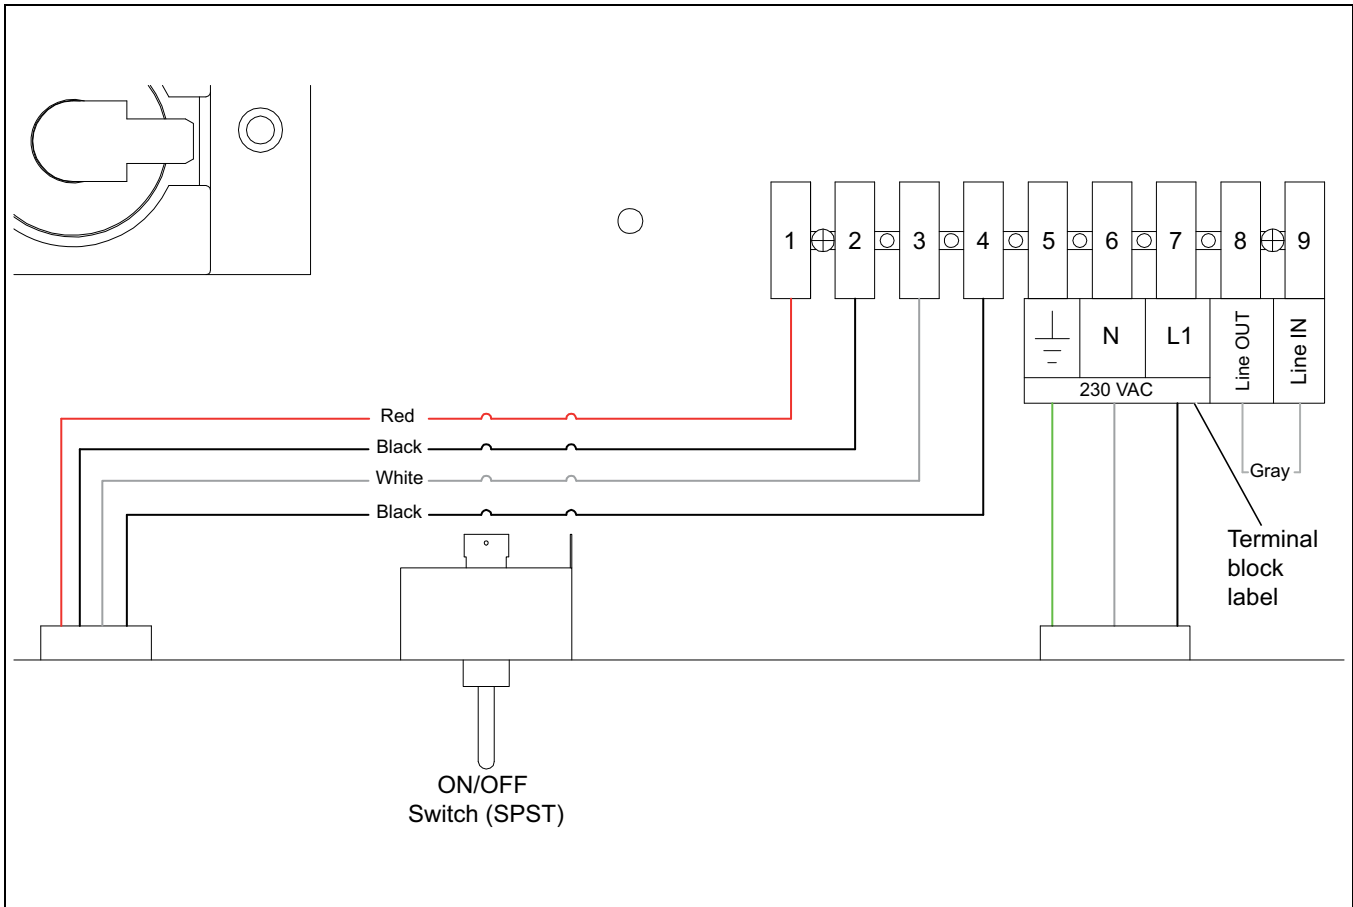 1 2 3 4 5 6 7 8 9
N L1 Line OUT Line IN
230 VAC
Red
Black
White
Gray
Black
Terminal
block
label
ON/OFF
Switch (SPST)